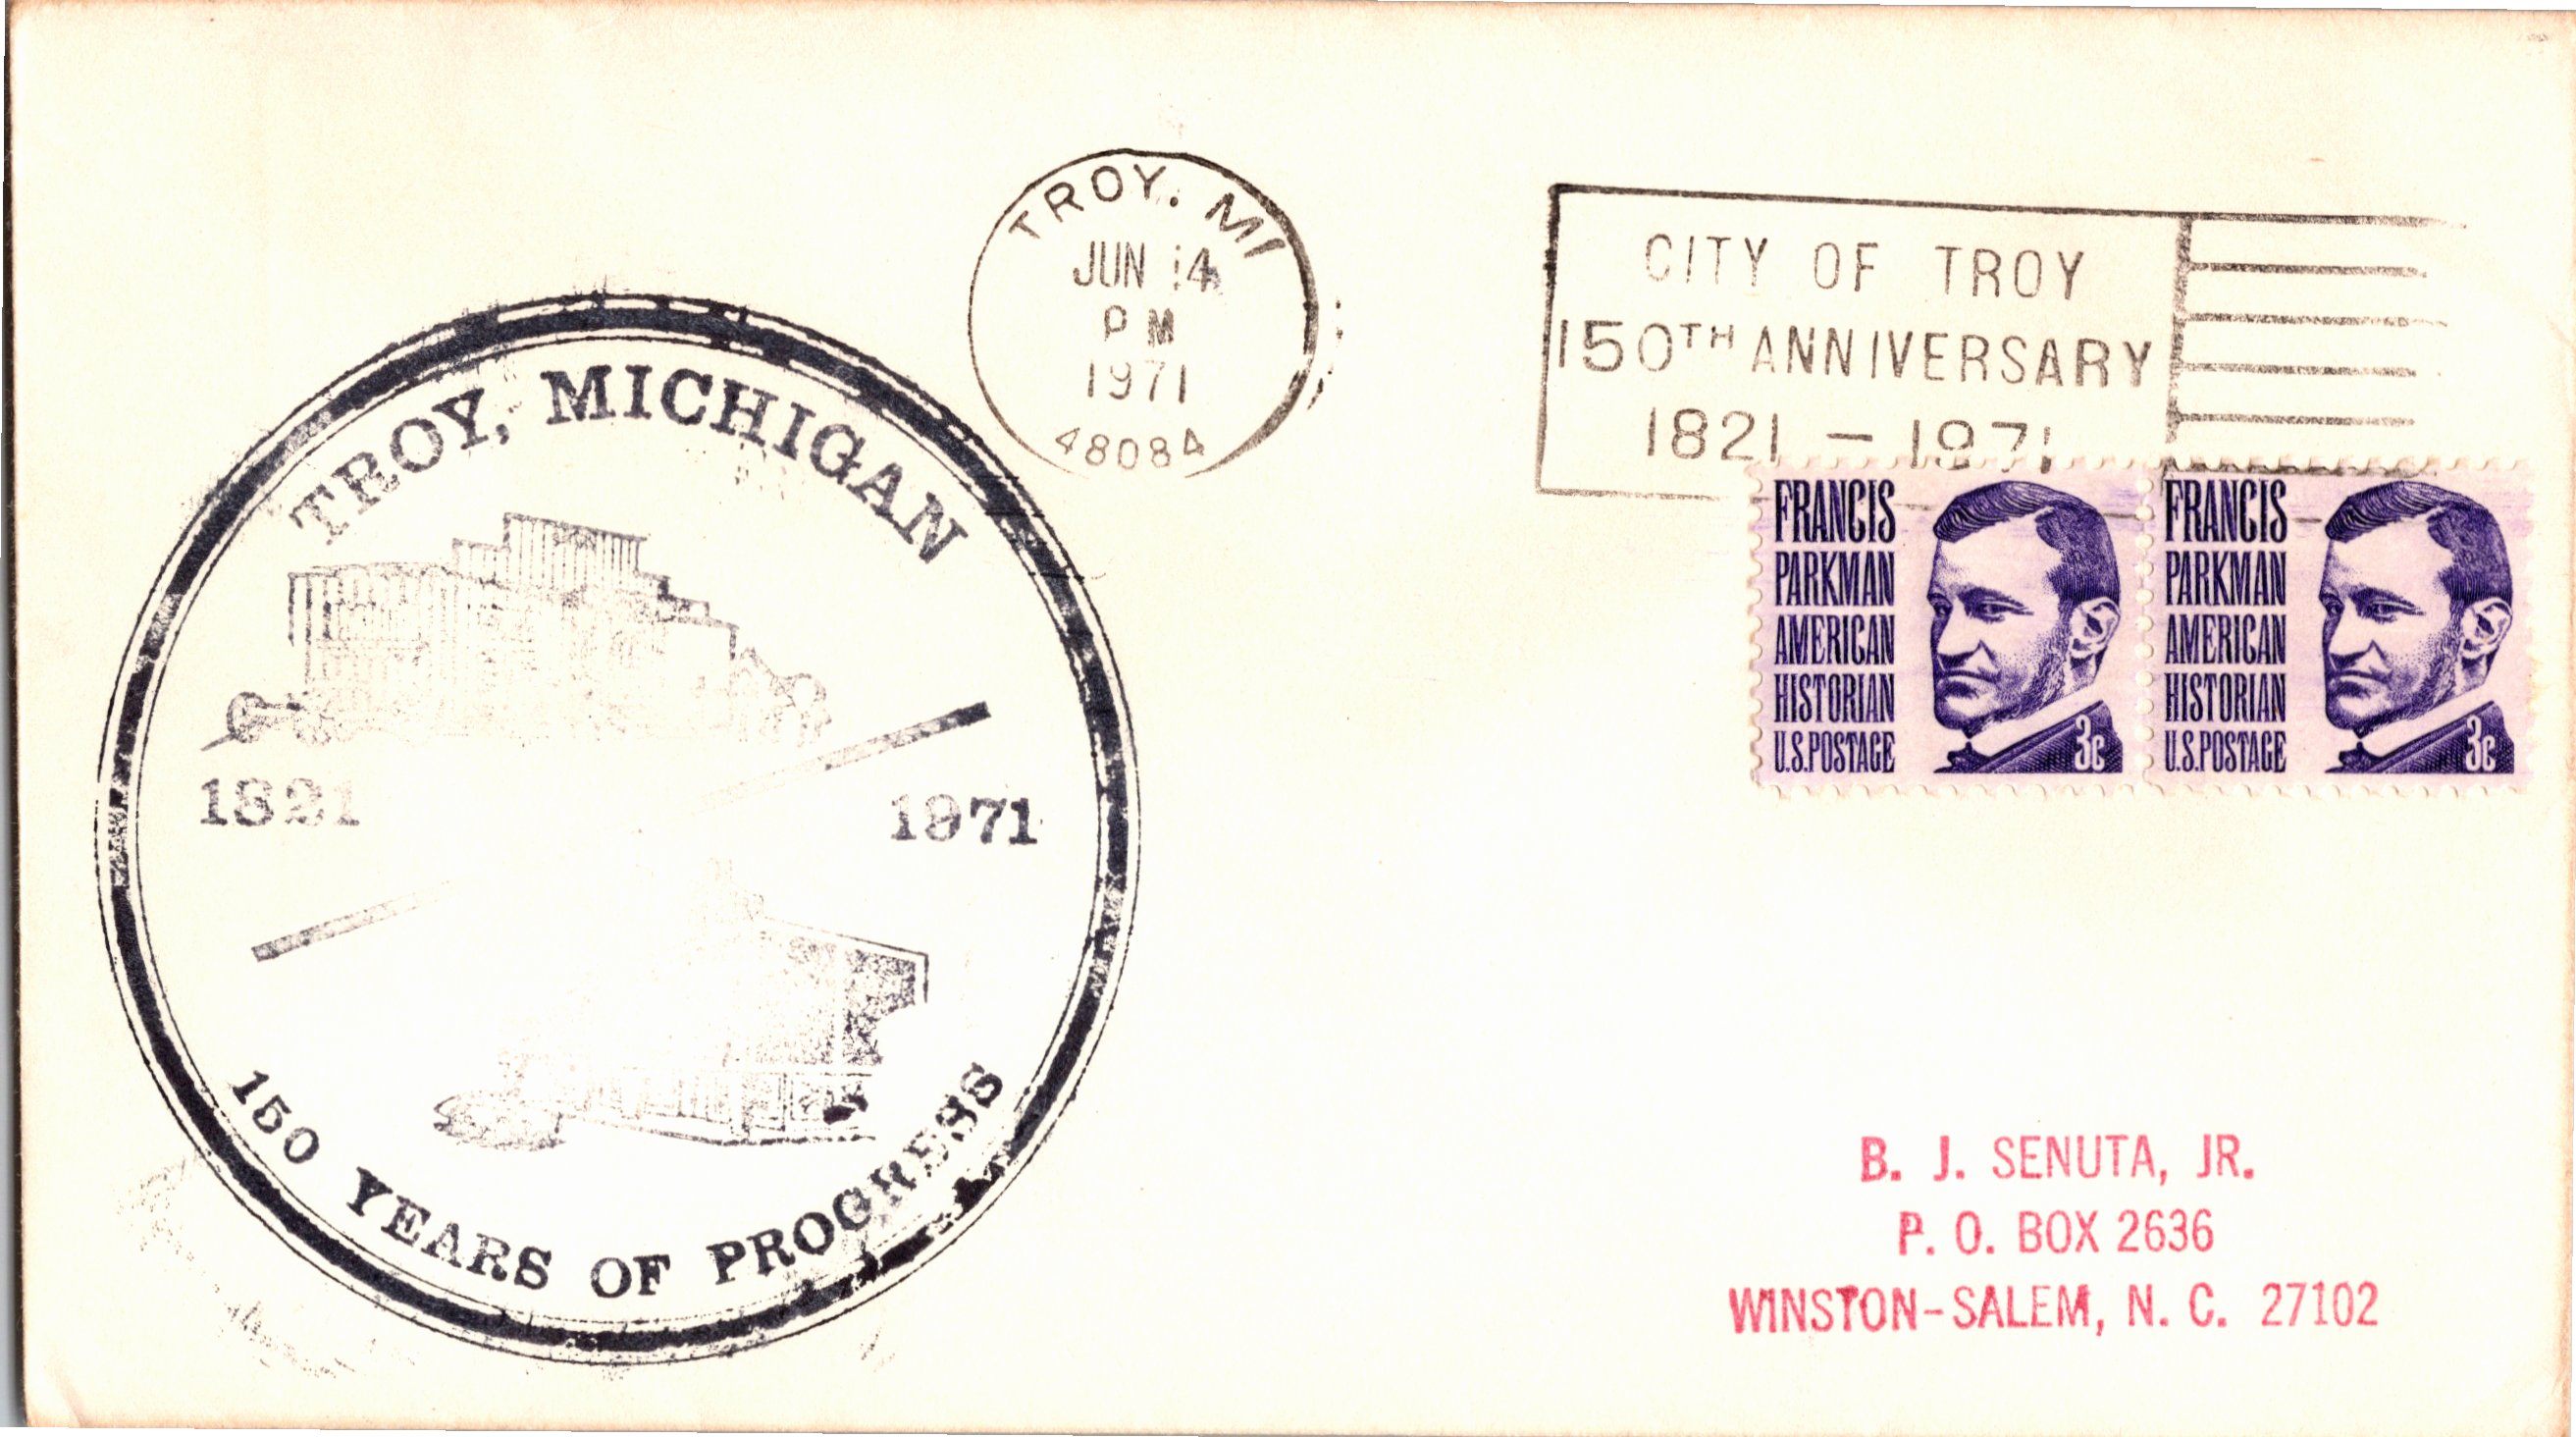 TROY, MICHIGAN
1821
1971
150 YEARS OF PROGRESS
TROY, MI
JUN 14
PM
1971
48084
CITY OF TROY
150TH ANNIVERSARY
1821 - 1971
FRANCIS
PARKMAN
AMERICAN
HISTORIAN
U.S.POSTAGE
3c
FRANCIS
PARKMAN
AMERICAN
HISTORIAN
U.S.POSTAGE
3c
B. J. SENUTA, JR.
P. O. BOX 2636
WINSTON-SALEM, N. C. 27102